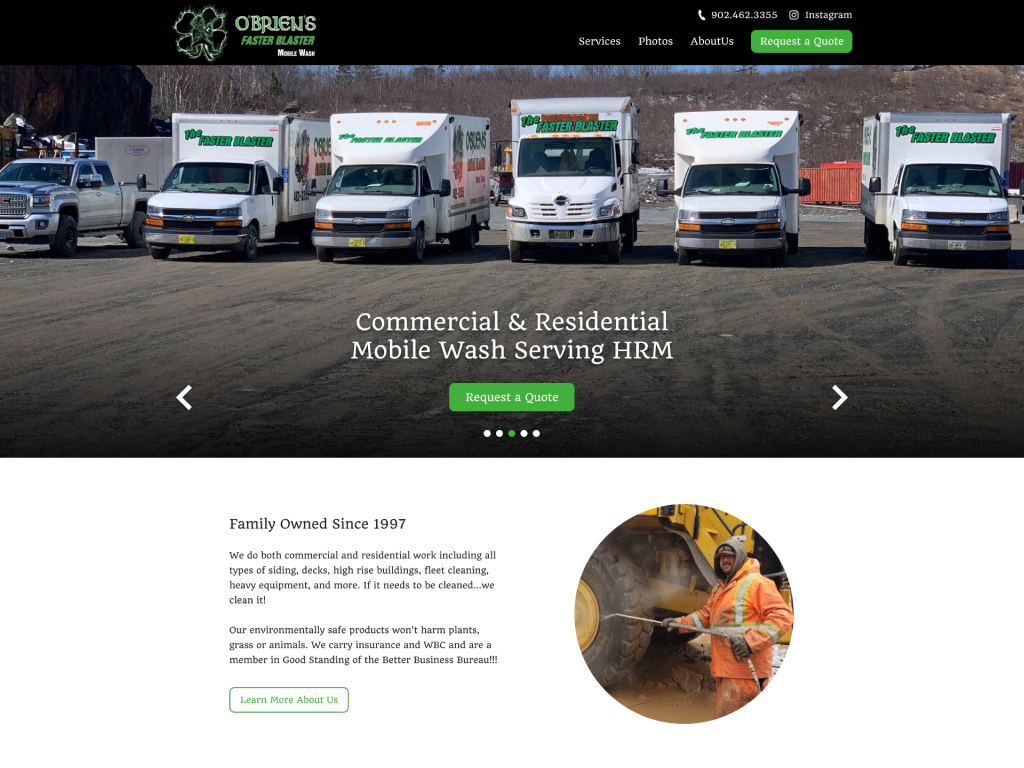 O'BRIEN'S
FASTER BLASTER
MOBILE WASH
902.462.3355
Instagram
Services
Photos
AboutUs
Request a Quote
The FASTER BLASTER
The FASTER BLASTER
O'BRIENS
The FASTER BLASTER
The FASTER BLASTER
The FASTER BLASTER
Commercial & Residential
Mobile Wash Serving HRM
Request a Quote
Family Owned Since 1997
We do both commercial and residential work including all
types of siding, decks, high rise buildings, fleet cleaning,
heavy equipment, and more. If it needs to be cleaned...we
clean it!
Our environmentally safe products won't harm plants,
grass or animals. We carry insurance and WBC and are a
member in Good Standing of the Better Business Bureau!!!
Learn More About Us